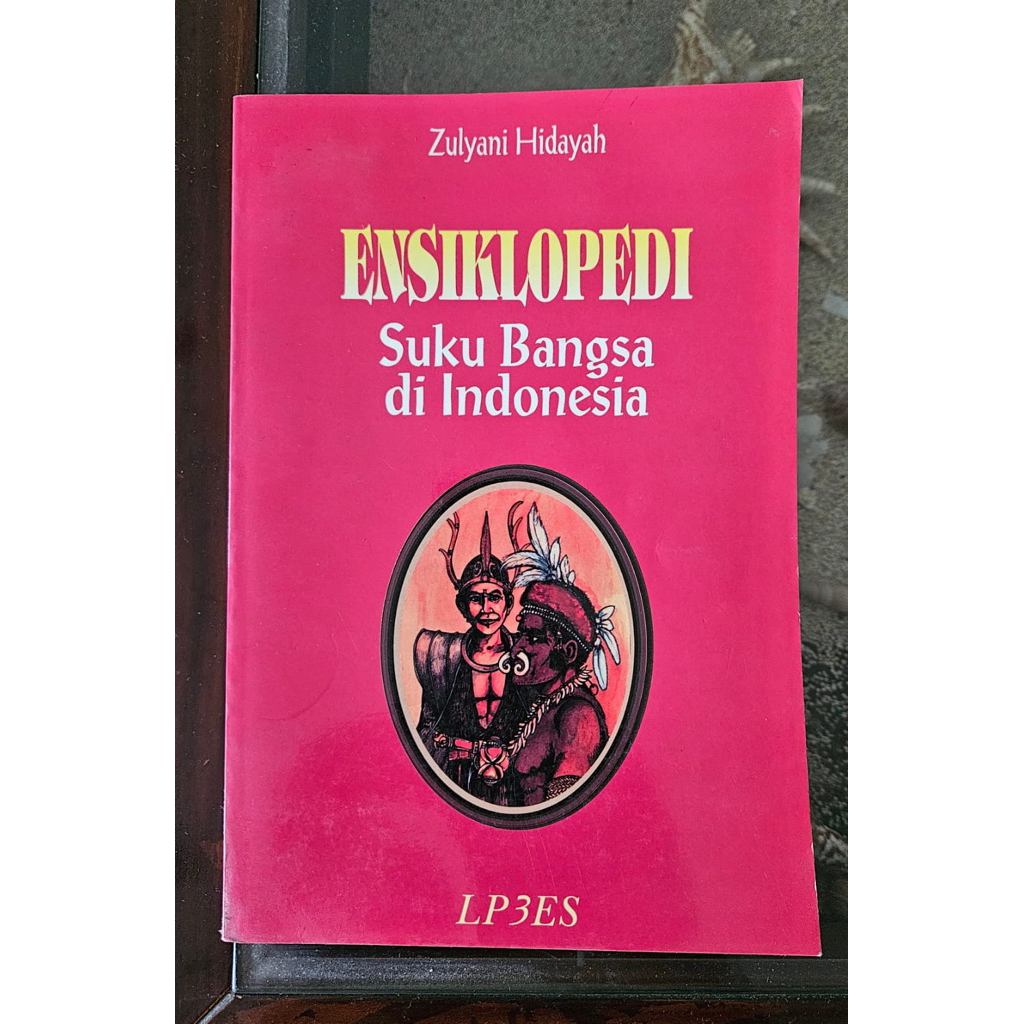 Zulyani Hidayah
ENSIKLOPEDI
Suku Bangsa
di Indonesia
LP3ES